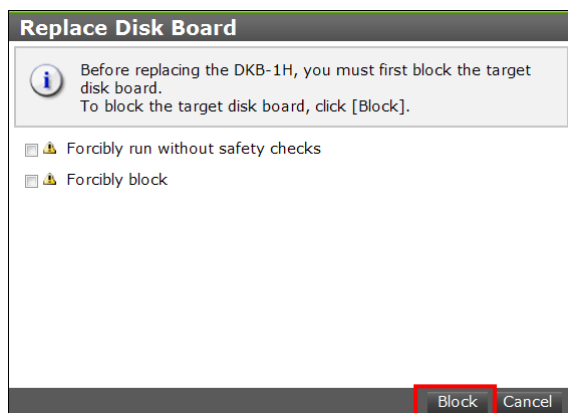 Replace Disk Board
Before replacing the DKB-1H, you must first block the target
disk board.
To block the target disk board, click [Block].
Forcibly run without safety checks
Forcibly block
Block Cancel